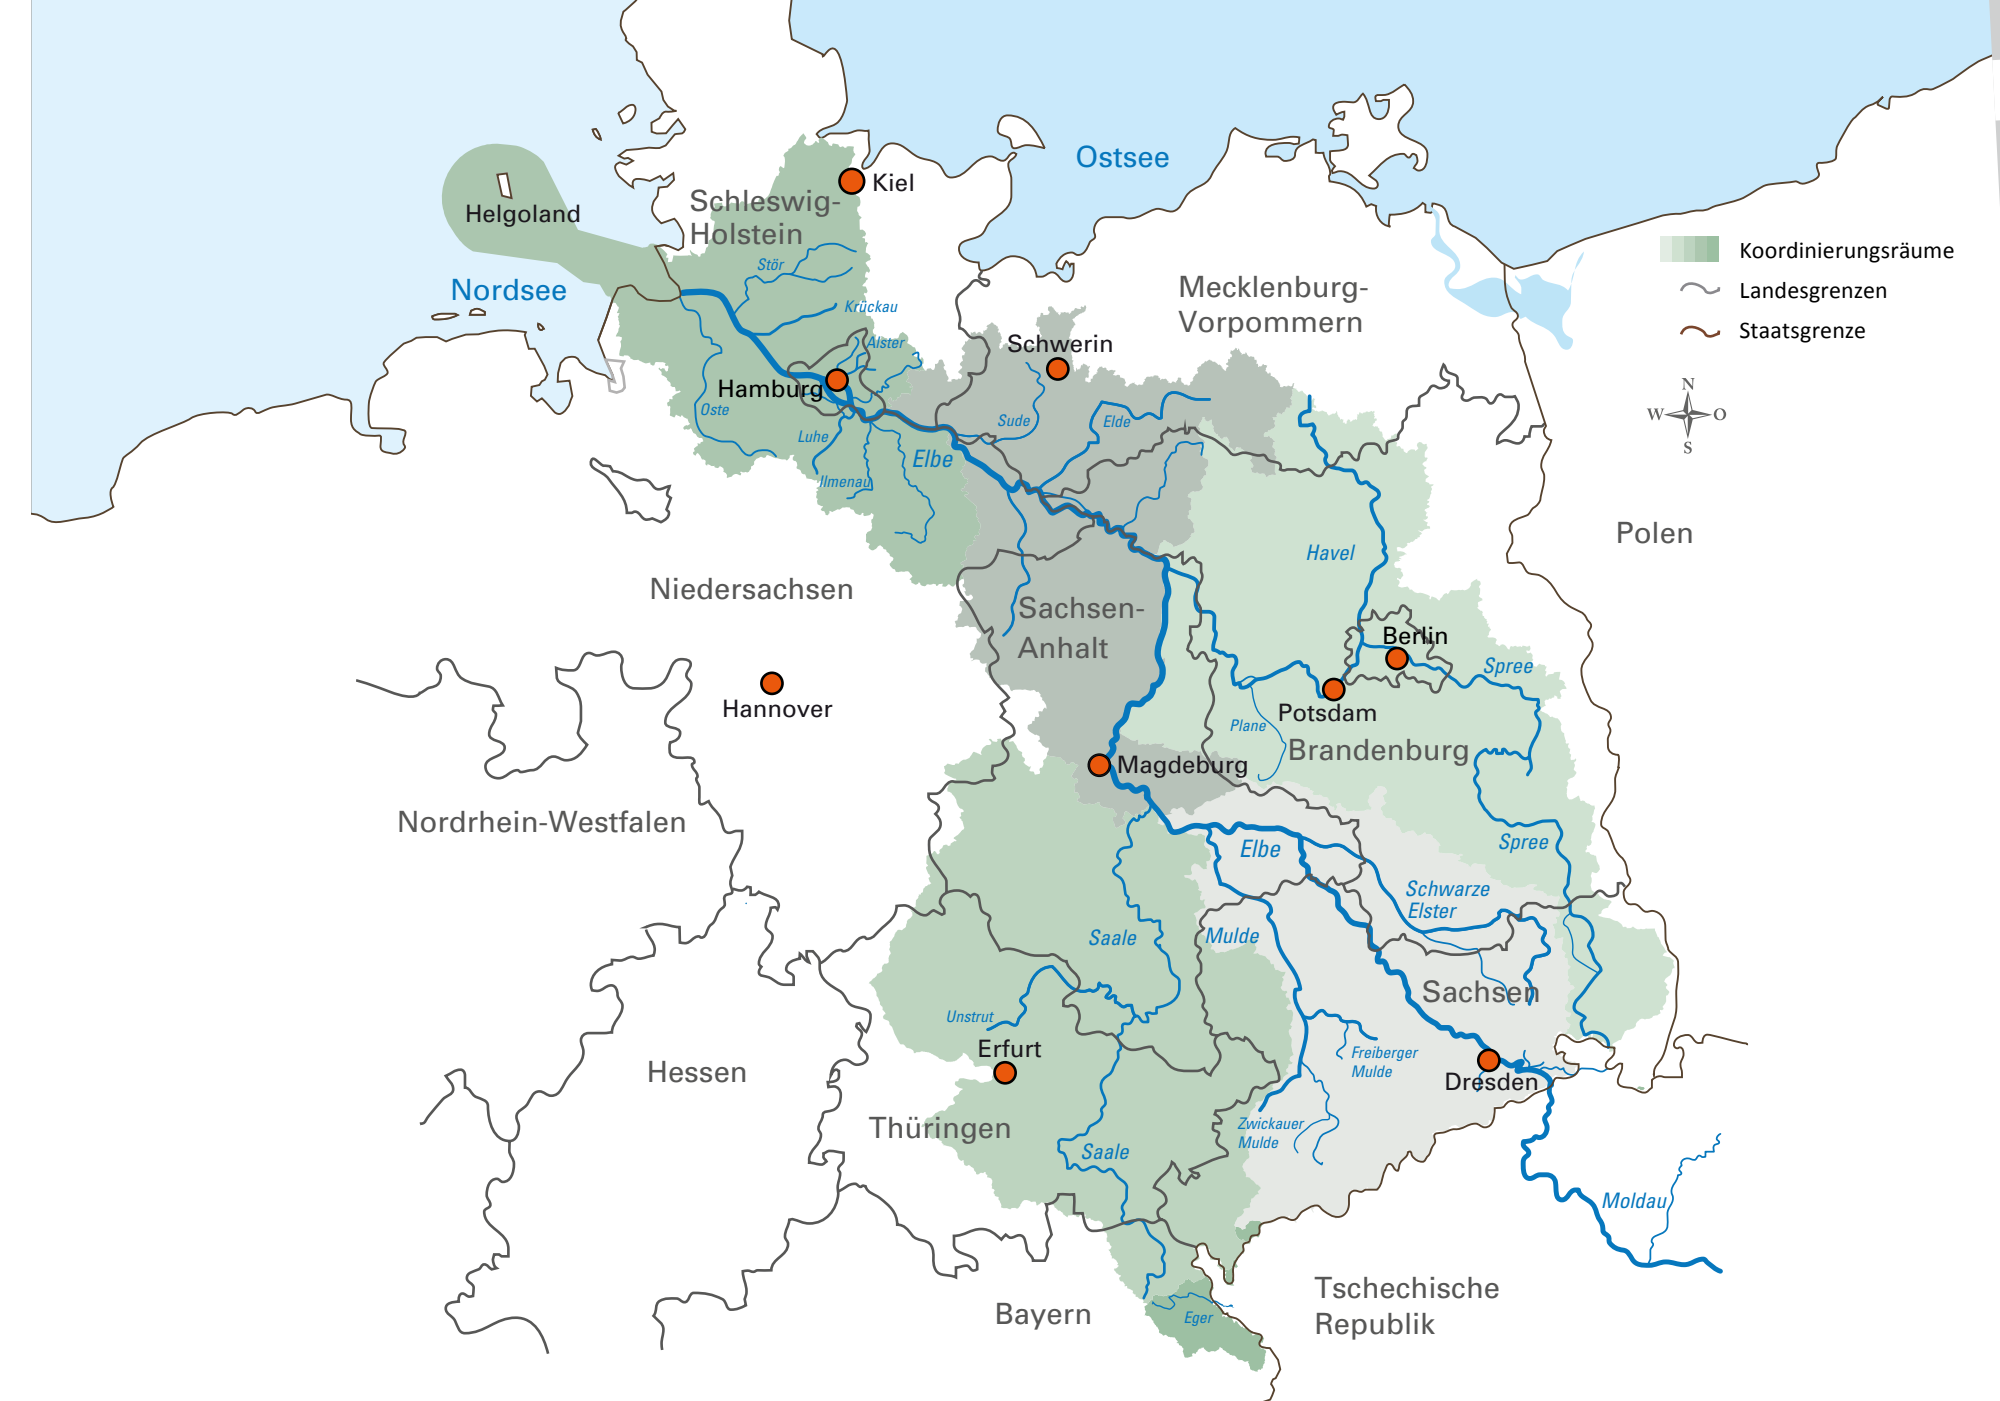 Ostsee
Kiel
Schleswig-
Holstein
Helgoland
Stör
Nordsee
Krückau
Alster
Hamburg
Oste
Luhe
Ilmenau
Elbe
Schwerin
Sude
Elde
Mecklenburg-
Vorpommern
Koordinierungsräume
Landesgrenzen
Staatsgrenze
N
W
O
S
Polen
Havel
Niedersachsen
Sachsen-
Anhalt
Berlin
Spree
Hannover
Potsdam
Plane
Brandenburg
Magdeburg
Nordrhein-Westfalen
Elbe
Spree
Schwarze
Elster
Saale
Mulde
Sachsen
Unstrut
Erfurt
Hessen
Freiberger
Mulde
Dresden
Thüringen
Zwickauer
Mulde
Saale
Moldau
Tschechische
Republik
Bayern
Eger